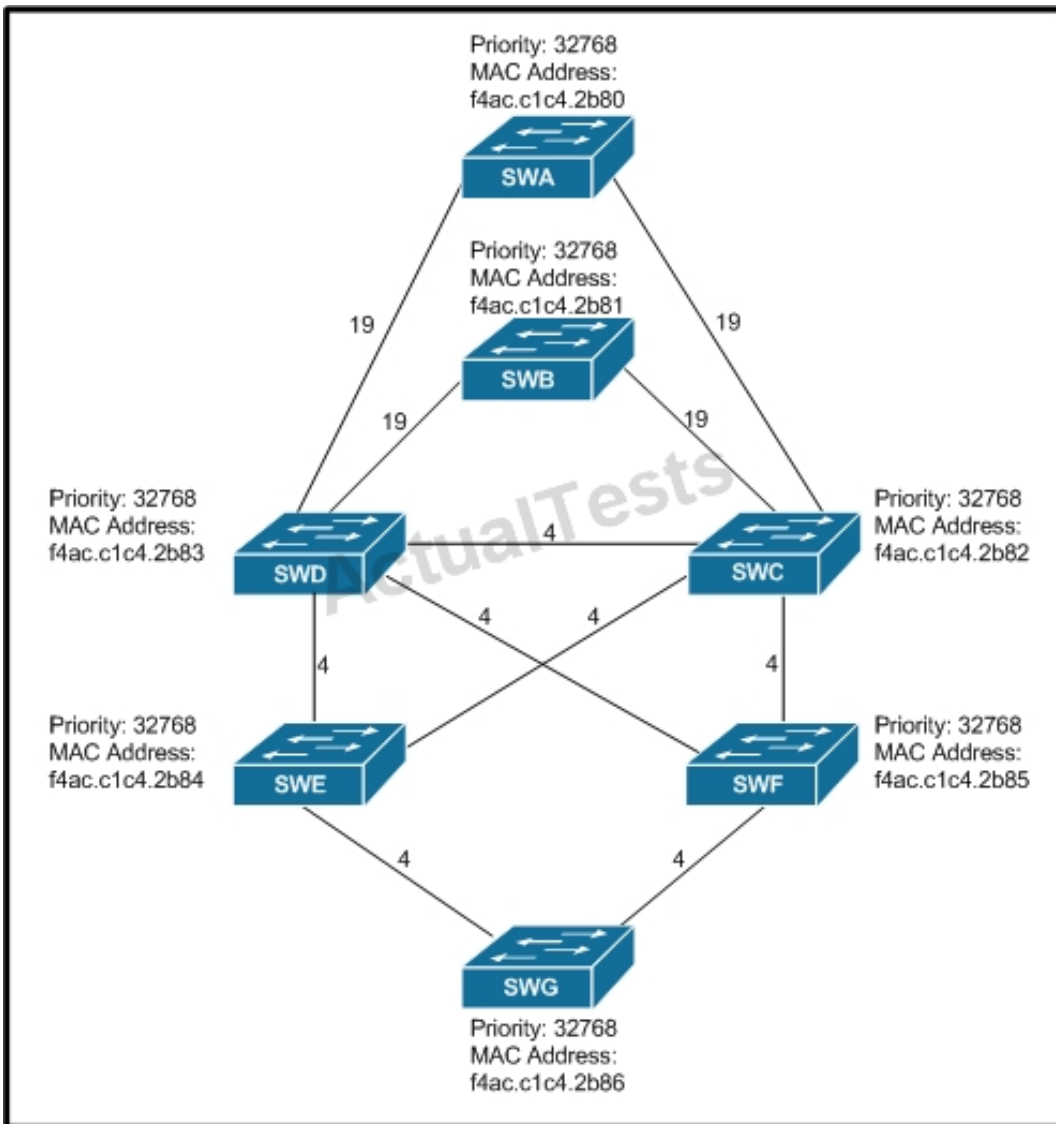 Priority: 32768
MAC Address:
f4ac.c1c4.2b80
SWA
Priority: 32768
MAC Address:
f4ac.c1c4.2b81
19
19
SWB
19
19
ActualTests
Priority: 32768
MAC Address:
f4ac.c1c4.2b83
SWD
4
Priority: 32768
MAC Address:
f4ac.c1c4.2b82
SWC
4
4
4
4
Priority: 32768
MAC Address:
f4ac.c1c4.2b84
SWE
Priority: 32768
MAC Address:
f4ac.c1c4.2b85
SWF
4
4
SWG
Priority: 32768
MAC Address:
f4ac.c1c4.2b86